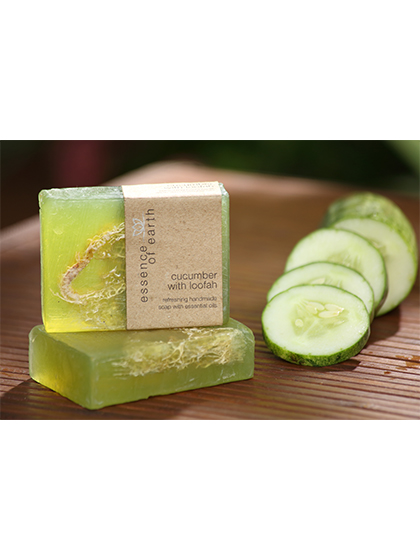 essence
of earth
cucumber
with loofah
refreshing handmade
soap with essential oils